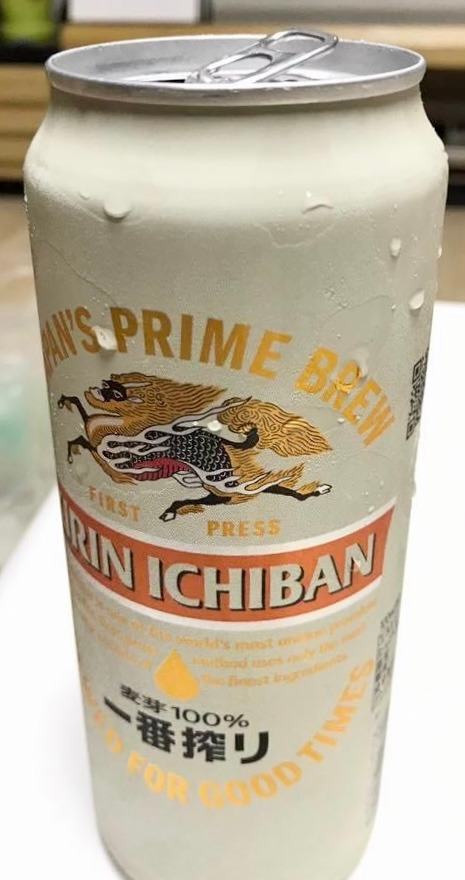 PAN'S PRIME BREW
FIRST PRESS
IRIN ICHIBAN
world's most
method uses only the
the finest ingredients
麦芽100%
一番搾り
FOR GOOD TIMES